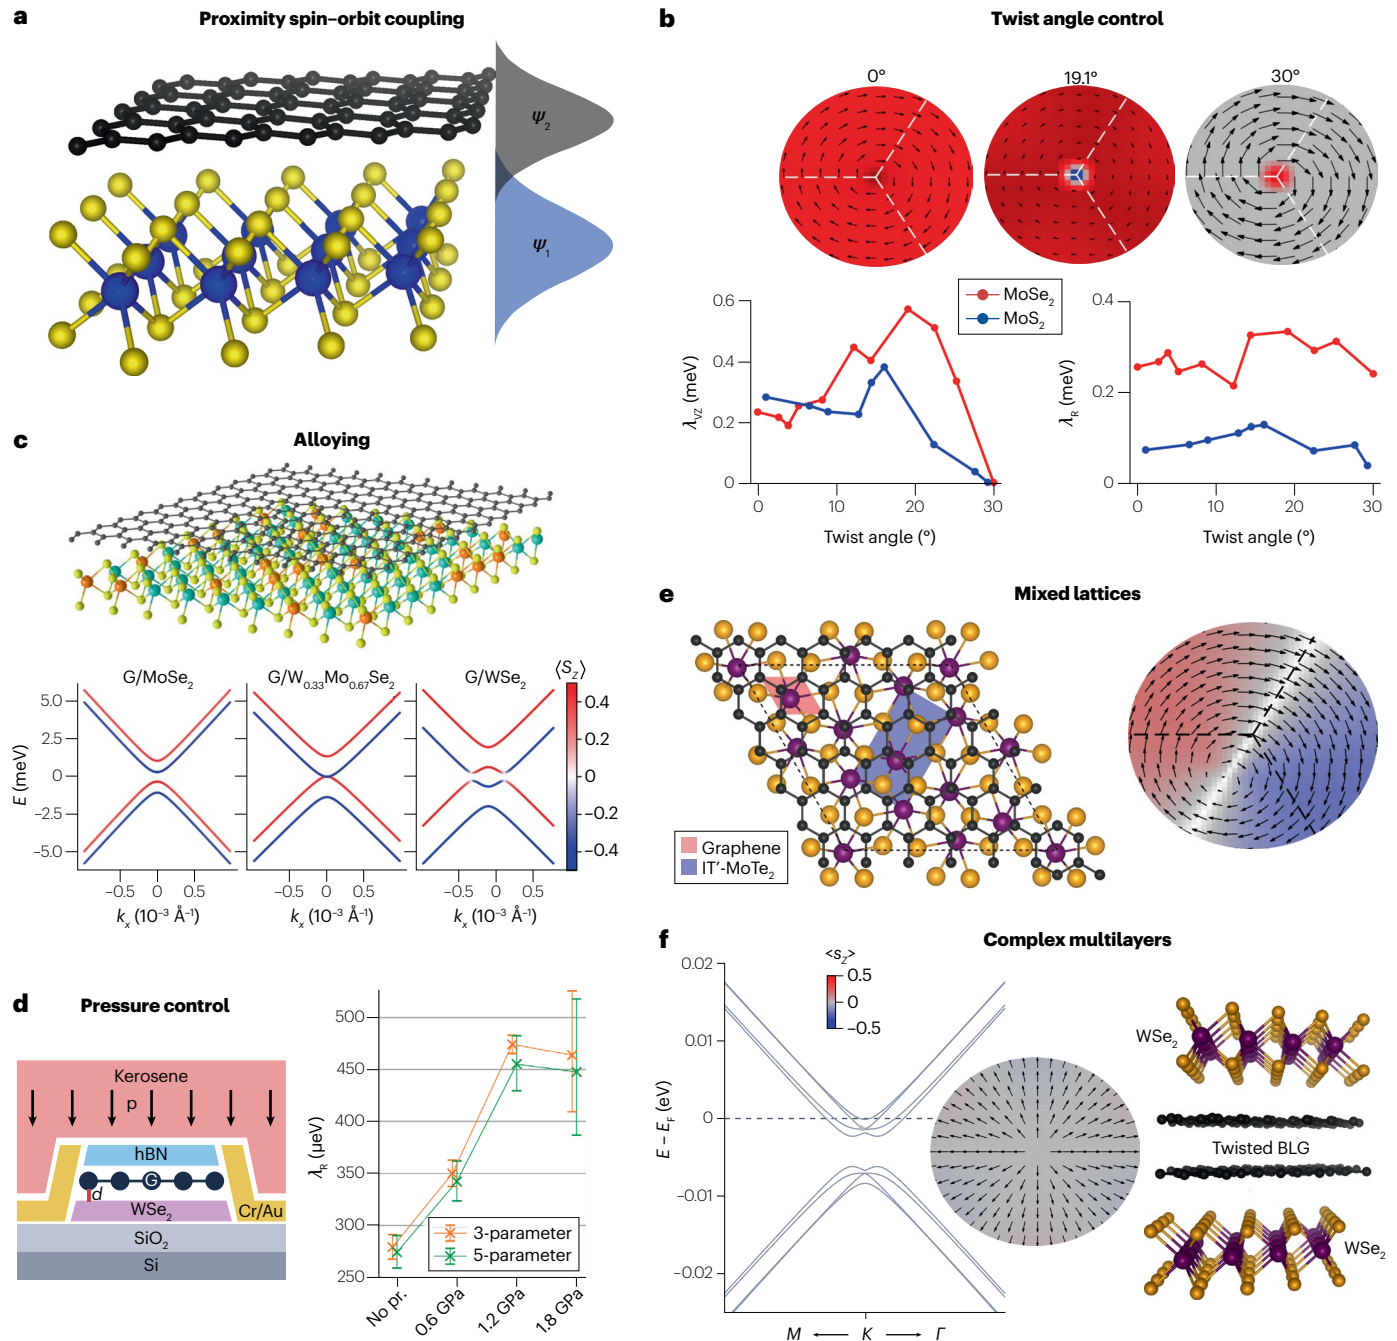 a
Proximity spin–orbit coupling
Ψ2
Ψ1
b
Twist angle control
0°
19.1°
30°
MoSe2
MoS2
0.6
0.4
0.2
0
λVZ (meV)
0
10
20
30
Twist angle (°)
0.4
0.2
0
λR (meV)
0
10
20
30
Twist angle (°)
c
Alloying
G/MoSe2
G/W0.33Mo0.67Se2
G/WSe2
⟨SZ⟩
5.0
2.5
0
–2.5
–5.0
E (meV)
–0.5
0
0.5
–0.5
0
0.5
–0.5
0
0.5
kx (10–3 Å–1)
kx (10–3 Å–1)
kx (10–3 Å–1)
0.4
0.2
0
–0.2
–0.4
d
Pressure control
Kerosene
p
hBN
G
d
WSe2
Cr/Au
SiO2
Si
500
450
400
350
300
250
λR (μeV)
3-parameter
5-parameter
No pr.
0.6 GPa
1.2 GPa
1.8 GPa
e
Mixed lattices
Graphene
IT′-MoTe2
f
Complex multilayers
0.02
0.01
0
–0.01
–0.02
E – EF (eV)
<sZ>
0.5
0
–0.5
M
K
Γ
WSe2
Twisted BLG
WSe2